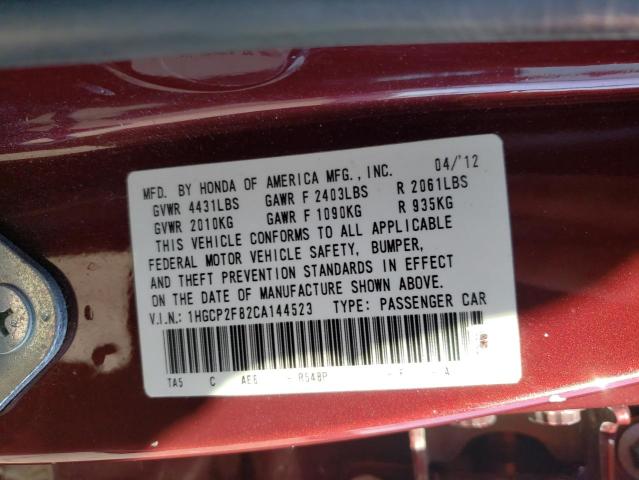 MFD. BY HONDA OF AMERICA MFG., INC. 04/'12
GVWR 4431LBS GAWR F 2403LBS R 2061LBS
GVWR 2010KG GAWR F 1090KG R 935KG
THIS VEHICLE CONFORMS TO ALL APPLICABLE
FEDERAL MOTOR VEHICLE SAFETY, BUMPER,
AND THEFT PREVENTION STANDARDS IN EFFECT
ON THE DATE OF MANUFACTURE SHOWN ABOVE.
V.I.N.: 1HGCP2F82CA144523 TYPE: PASSENGER CAR
TA5 C AE6 - R548P - F - A